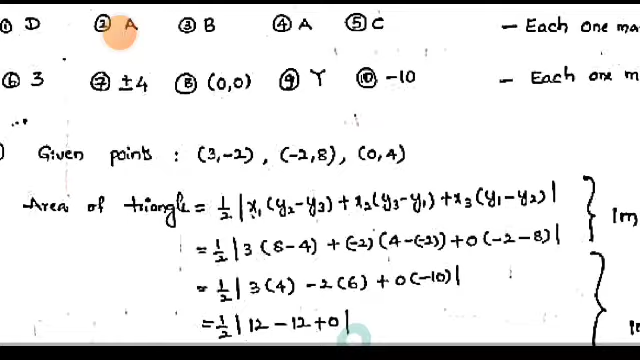 ① D ② A ③ B ④ A ⑤ C – Each one ma
⑥ 3 ⑦ ±4 ⑧ (0,0) ⑨ Y ⑩ -10 – Each one m
Given points : (3,-2) , (-2,8) , (0,4)
Area of triangle = 1/2 | x₁(y₂-y₃) + x₂(y₃-y₁) + x₃(y₁-y₂) |
= 1/2 | 3(8-4) + (-2)(4-(-2)) + 0(-2-8) | 1m
= 1/2 | 3(4) - 2(6) + 0(-10) |
= 1/2 | 12 - 12 + 0 |